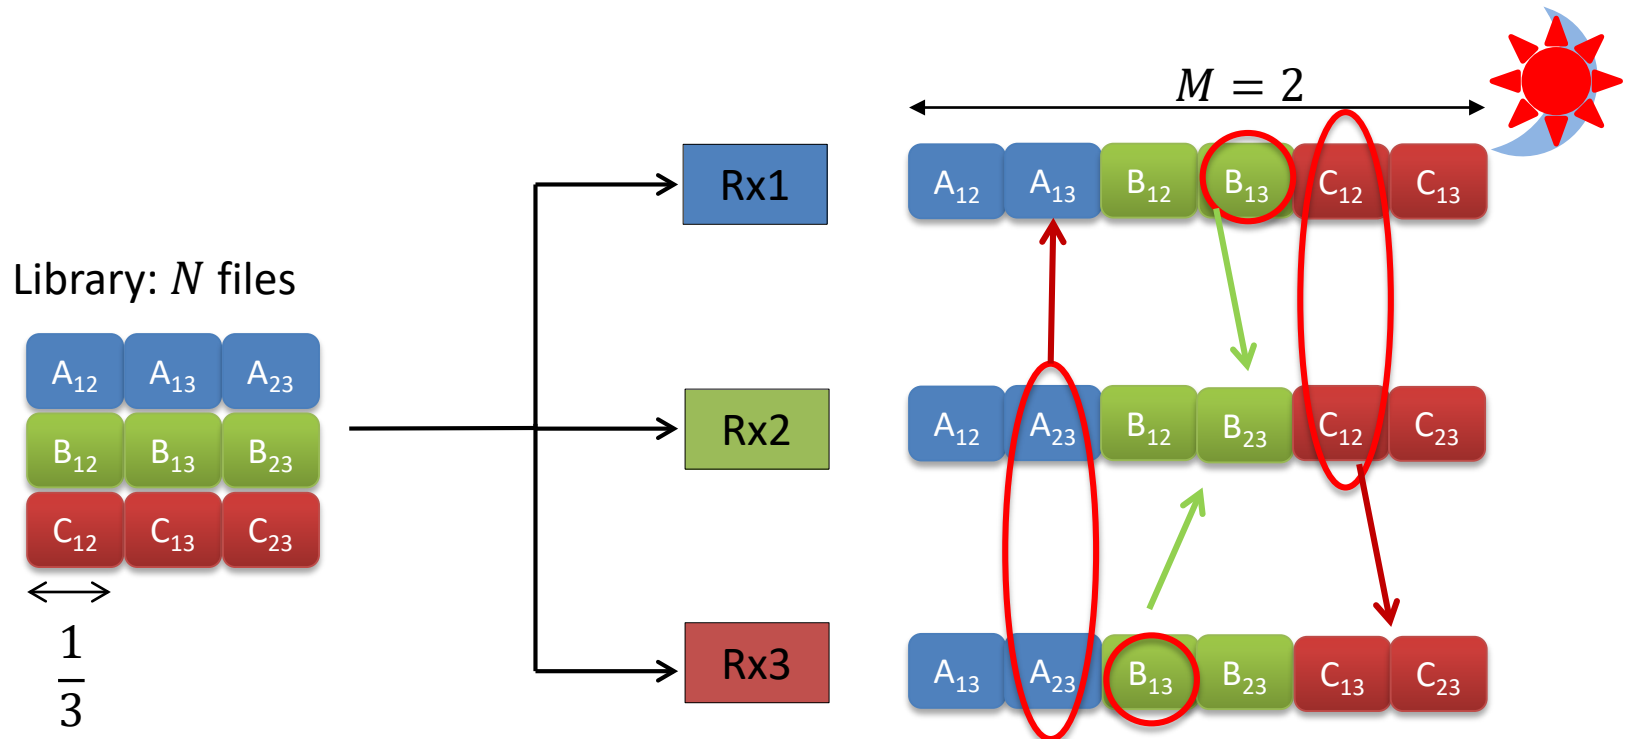 M = 2
Rx1
A₁₂ A₁₃ B₁₂ B₁₃ C₁₂ C₁₃
Library: N files
A₁₂ A₁₃ A₂₃
B₁₂ B₁₃ B₂₃
C₁₂ C₁₃ C₂₃
1
3
Rx2
A₁₂ A₂₃ B₁₂ B₂₃ C₁₂ C₂₃
Rx3
A₁₃ A₂₃ B₁₃ B₂₃ C₁₃ C₂₃